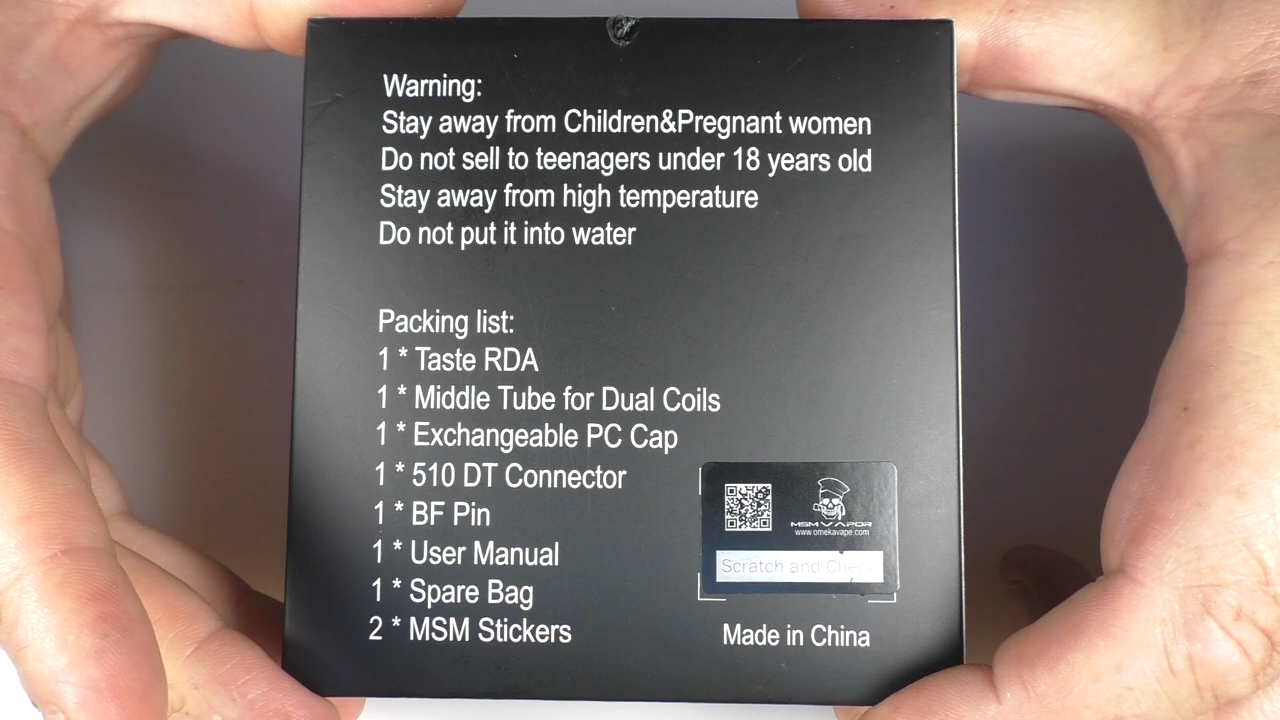 Warning:
Stay away from Children&Pregnant women
Do not sell to teenagers under 18 years old
Stay away from high temperature
Do not put it into water
Packing list:
1 * Taste RDA
1 * Middle Tube for Dual Coils
1 * Exchangeable PC Cap
1 * 510 DT Connector
1 * BF Pin
1 * User Manual
1 * Spare Bag
2 * MSM Stickers
MSM VAPOR
www.omekavape.com
Scratch and Check
Made in China